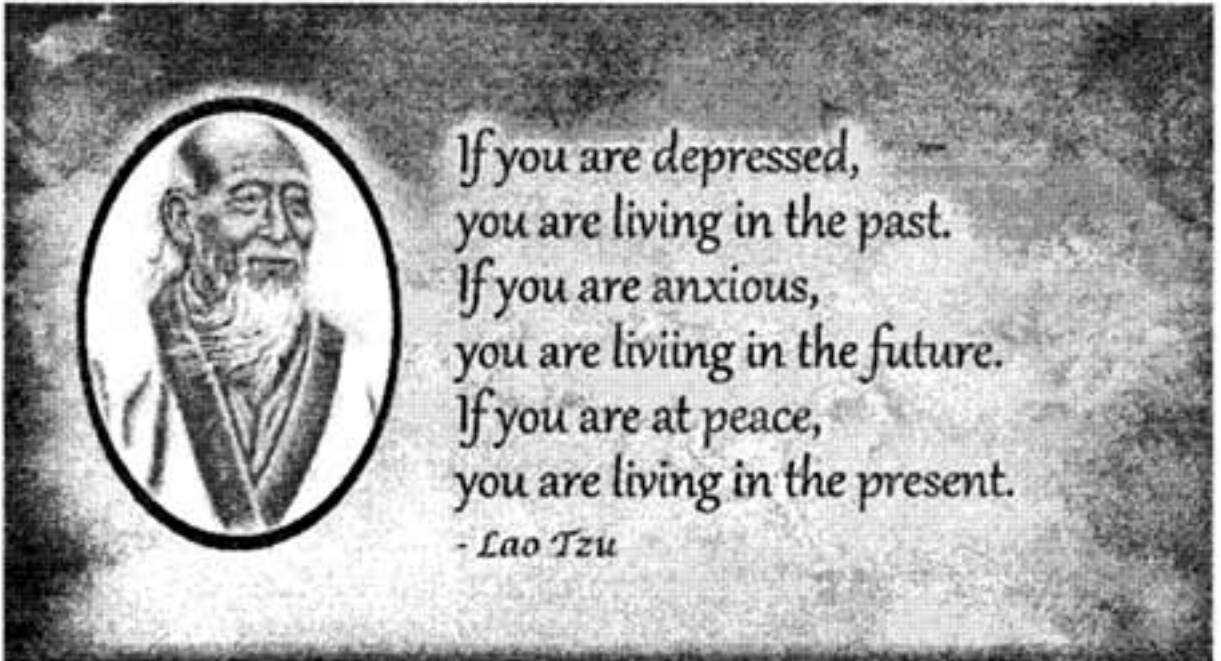 If you are depressed,
you are living in the past.
If you are anxious,
you are liviing in the future.
If you are at peace,
you are living in the present.
- Lao Tzu